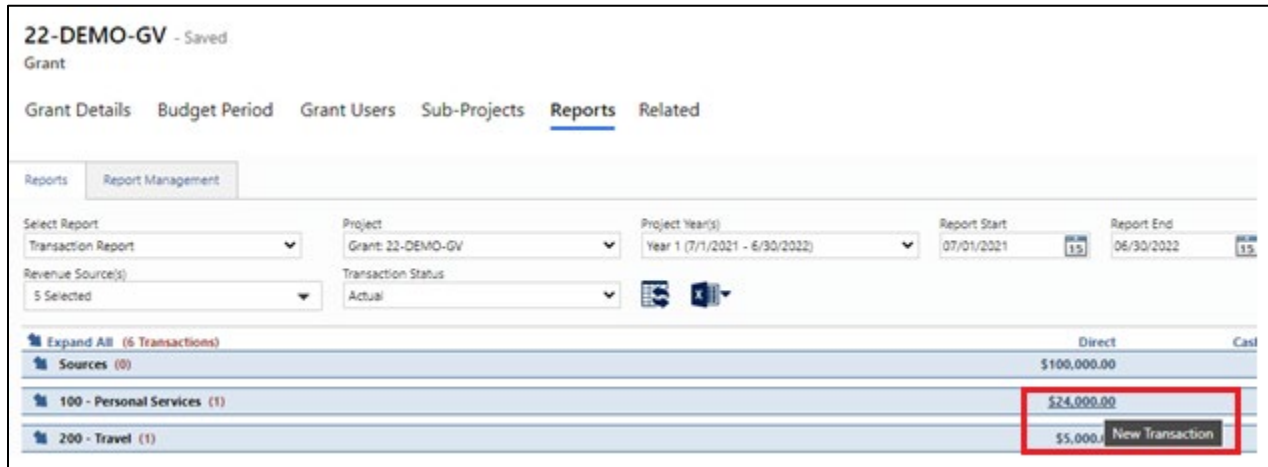 22-DEMO-GV - Saved
Grant
Grant Details Budget Period Grant Users Sub-Projects Reports Related
Reports Report Management
Select Report Project Project Year(s) Report Start Report End
Transaction Report Grant: 22-DEMO-GV Year 1 (7/1/2021 - 6/30/2022) 07/01/2021 15 06/30/2022 15
Revenue Source(s) Transaction Status
5 Selected Actual X
Expand All (6 Transactions) Direct
Sources (0) $100,000.00
100 - Personal Services (1) $24,000.00
200 - Travel (1) $5,000. New Transaction